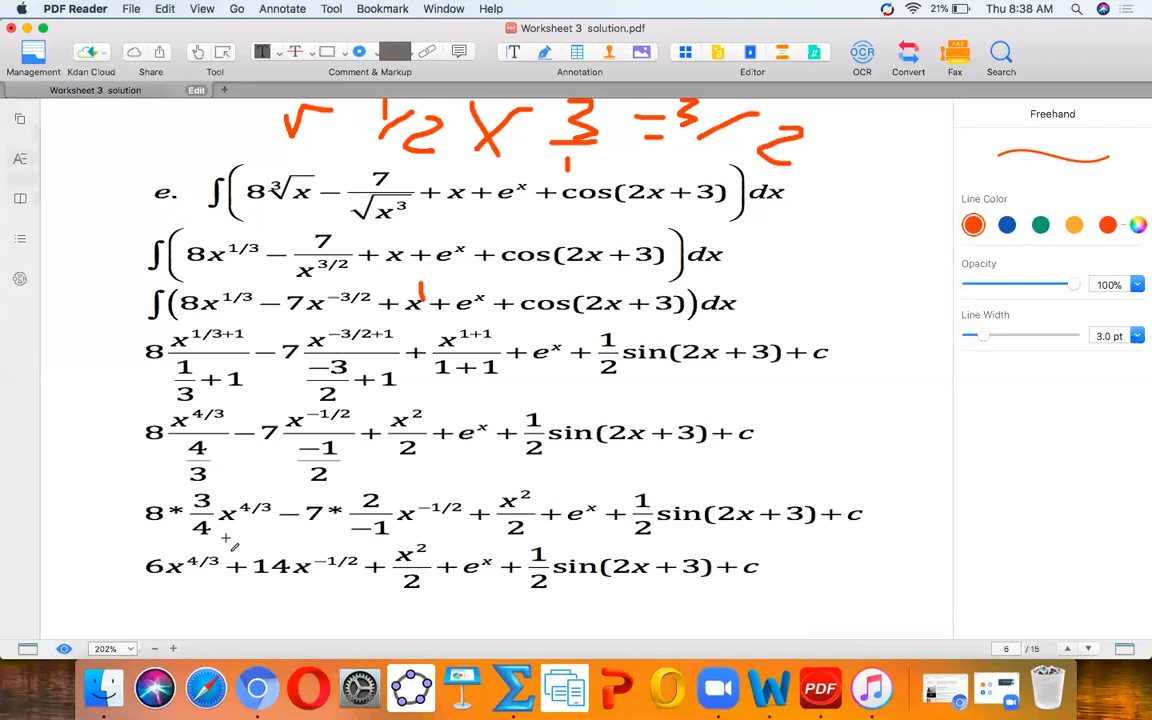 PDF Reader File Edit View Go Annotate Tool Bookmark Window Help 21% Thu 8:38 AM
Worksheet 3 solution.pdf
Management Kdan Cloud Share Tool Comment & Markup Annotation Editor OCR Convert Fax Search
Worksheet 3 solution Edit +
Freehand
Line Color
Opacity
100%
Line Width
3.0 pt
√ 1/2 X 3/1 = 3/2
e. ∫(8∛x − 7/√x³ + x + eˣ + cos(2x + 3))dx
∫(8x^{1/3} − 7/x^{3/2} + x + eˣ + cos(2x + 3))dx
∫(8x^{1/3} − 7x^{−3/2} + x^1 + eˣ + cos(2x + 3))dx
8 x^{1/3+1}/(1/3 + 1) − 7 x^{−3/2+1}/(−3/2 + 1) + x^{1+1}/(1 + 1) + eˣ + 1/2 sin(2x + 3) + c
8 x^{4/3}/(4/3) − 7 x^{−1/2}/(−1/2) + x²/2 + eˣ + 1/2 sin(2x + 3) + c
8 * 3/4 x^{4/3} − 7 * 2/−1 x^{−1/2} + x²/2 + eˣ + 1/2 sin(2x + 3) + c
6x^{4/3} + 14x^{−1/2} + x²/2 + eˣ + 1/2 sin(2x + 3) + c
202% − + 6 / 15
PDF